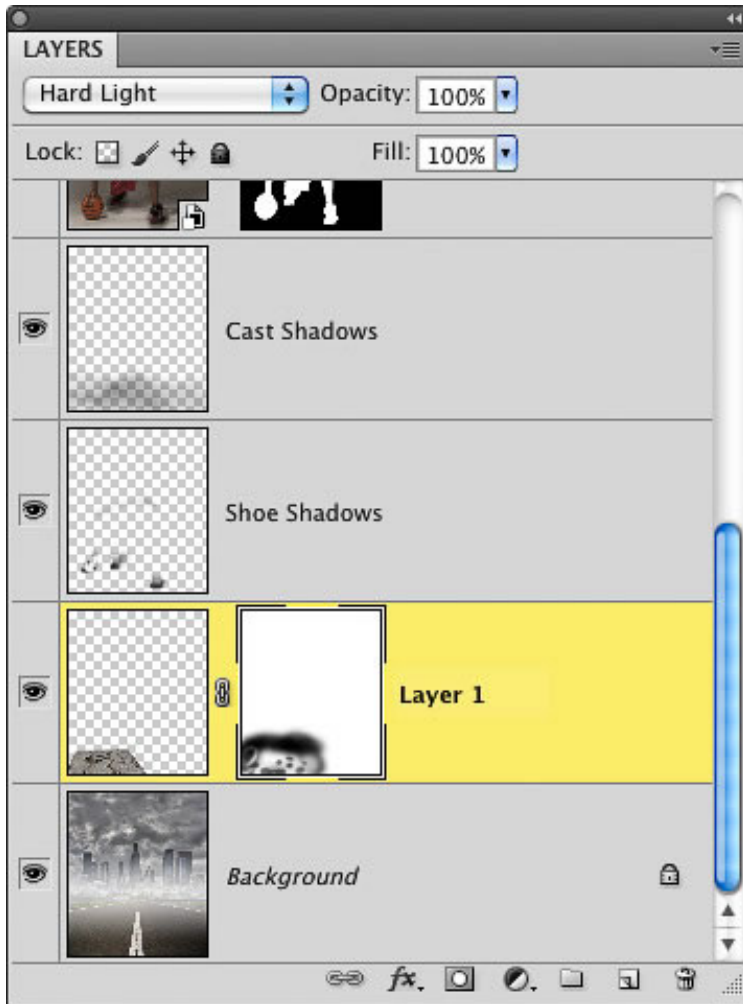 LAYERS
Hard Light Opacity: 100%
Lock: Fill: 100%
Cast Shadows
Shoe Shadows
Layer 1
Background
fx.